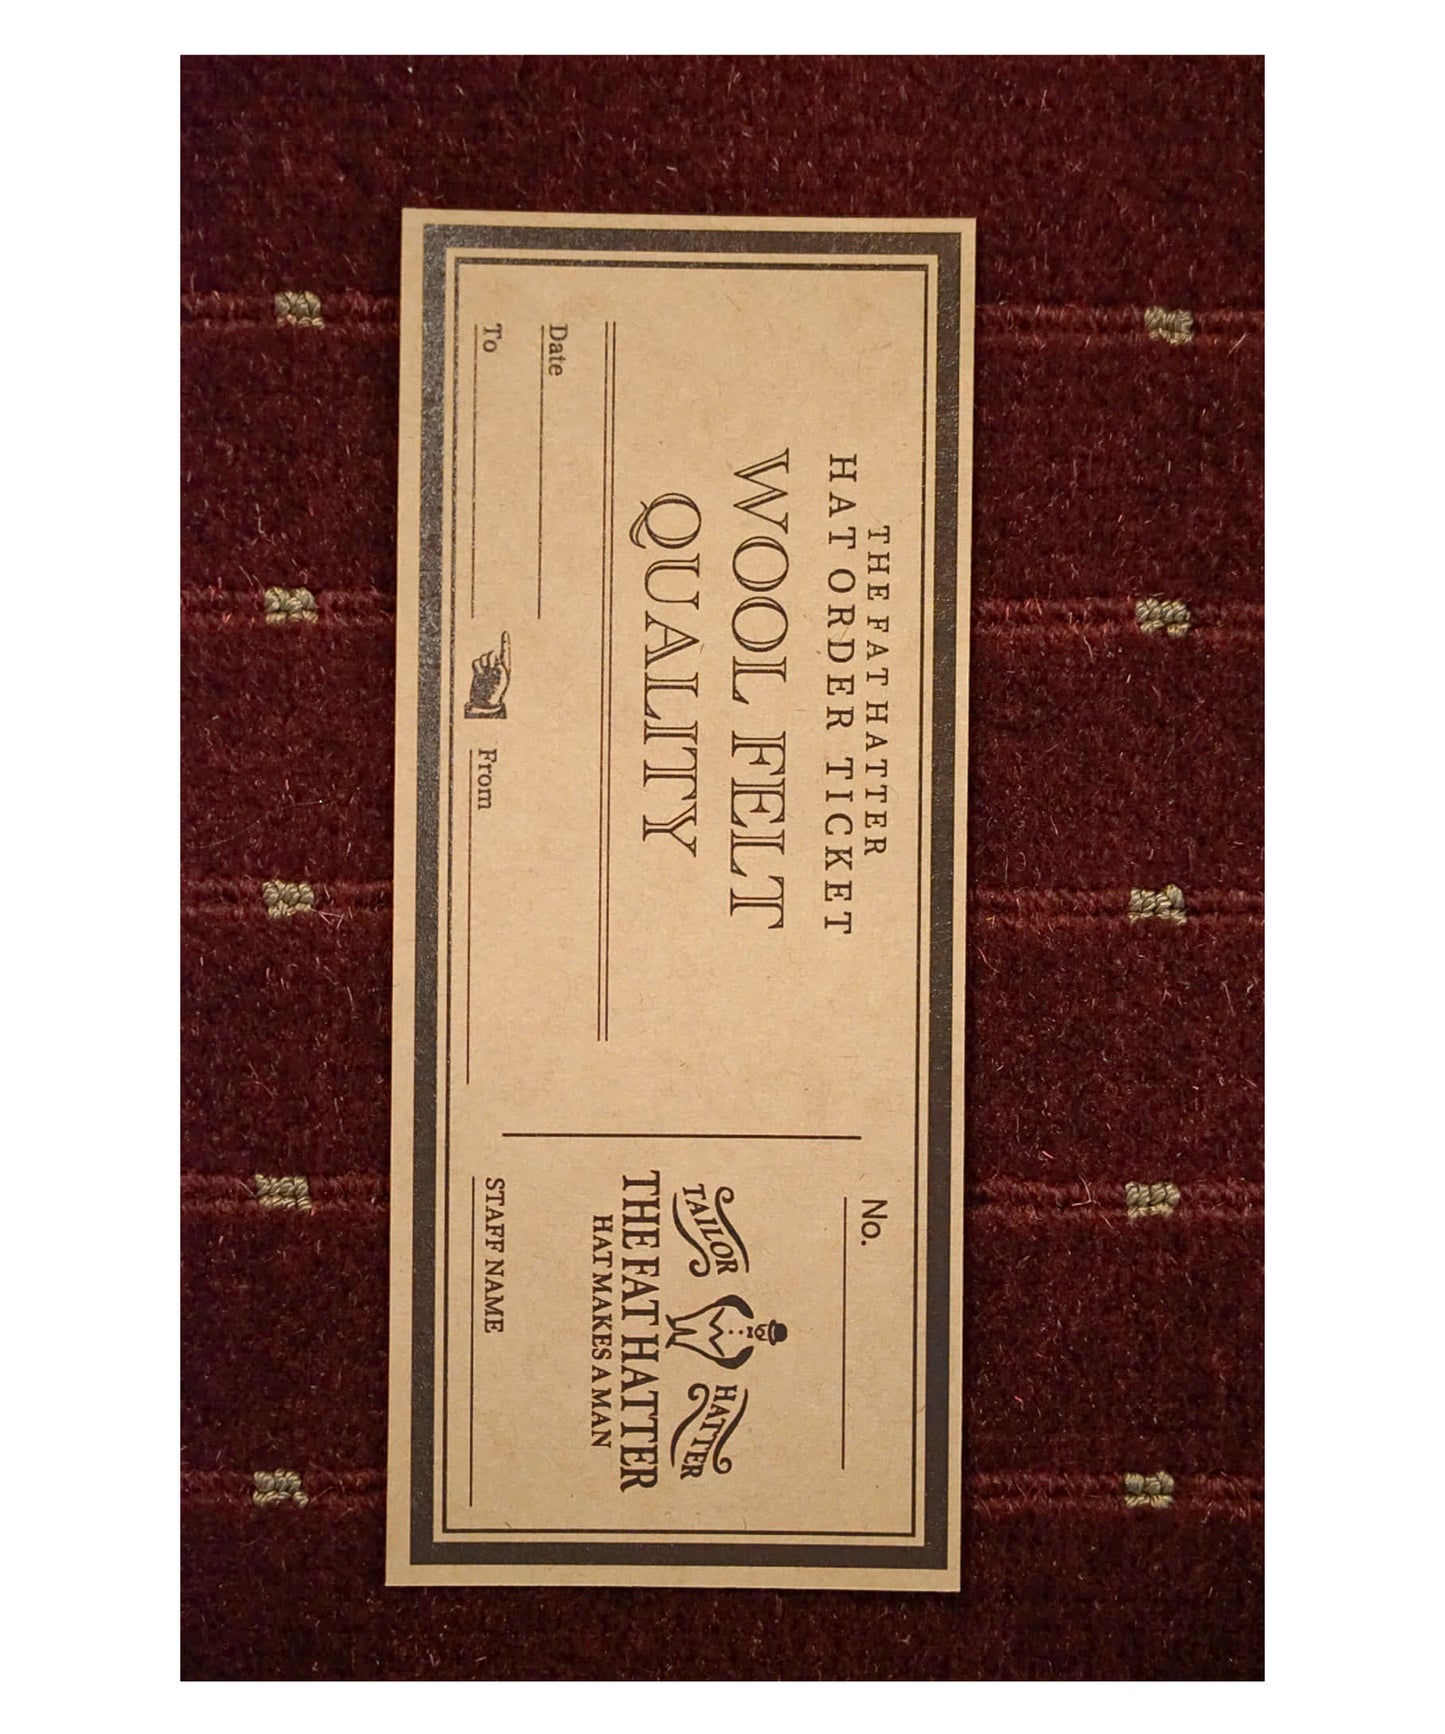 THE FAT HATTER
HAT ORDER TICKET
WOOL FELT
QUALITY
Date
To
From
No.
TAILOR HATTER
THE FAT HATTER
HAT MAKES A MAN
STAFF NAME